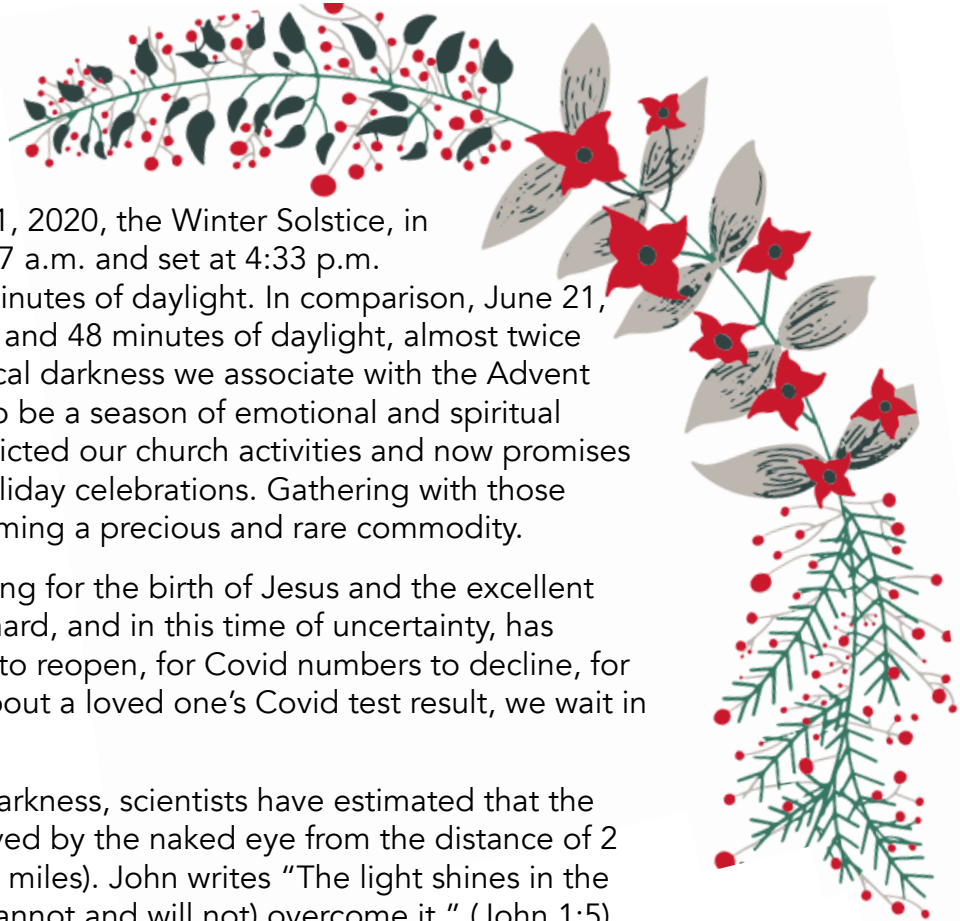 1, 2020, the Winter Solstice, in
7 a.m. and set at 4:33 p.m.
inutes of daylight. In comparison, June 21,
and 48 minutes of daylight, almost twice
cal darkness we associate with the Advent
o be a season of emotional and spiritual
icted our church activities and now promises
liday celebrations. Gathering with those
ming a precious and rare commodity.
ng for the birth of Jesus and the excellent
hard, and in this time of uncertainty, has
to reopen, for Covid numbers to decline, for
bout a loved one’s Covid test result, we wait in
arkness, scientists have estimated that the
ved by the naked eye from the distance of 2
miles). John writes “The light shines in the
annot and will not) overcome it.” (John 1:5)